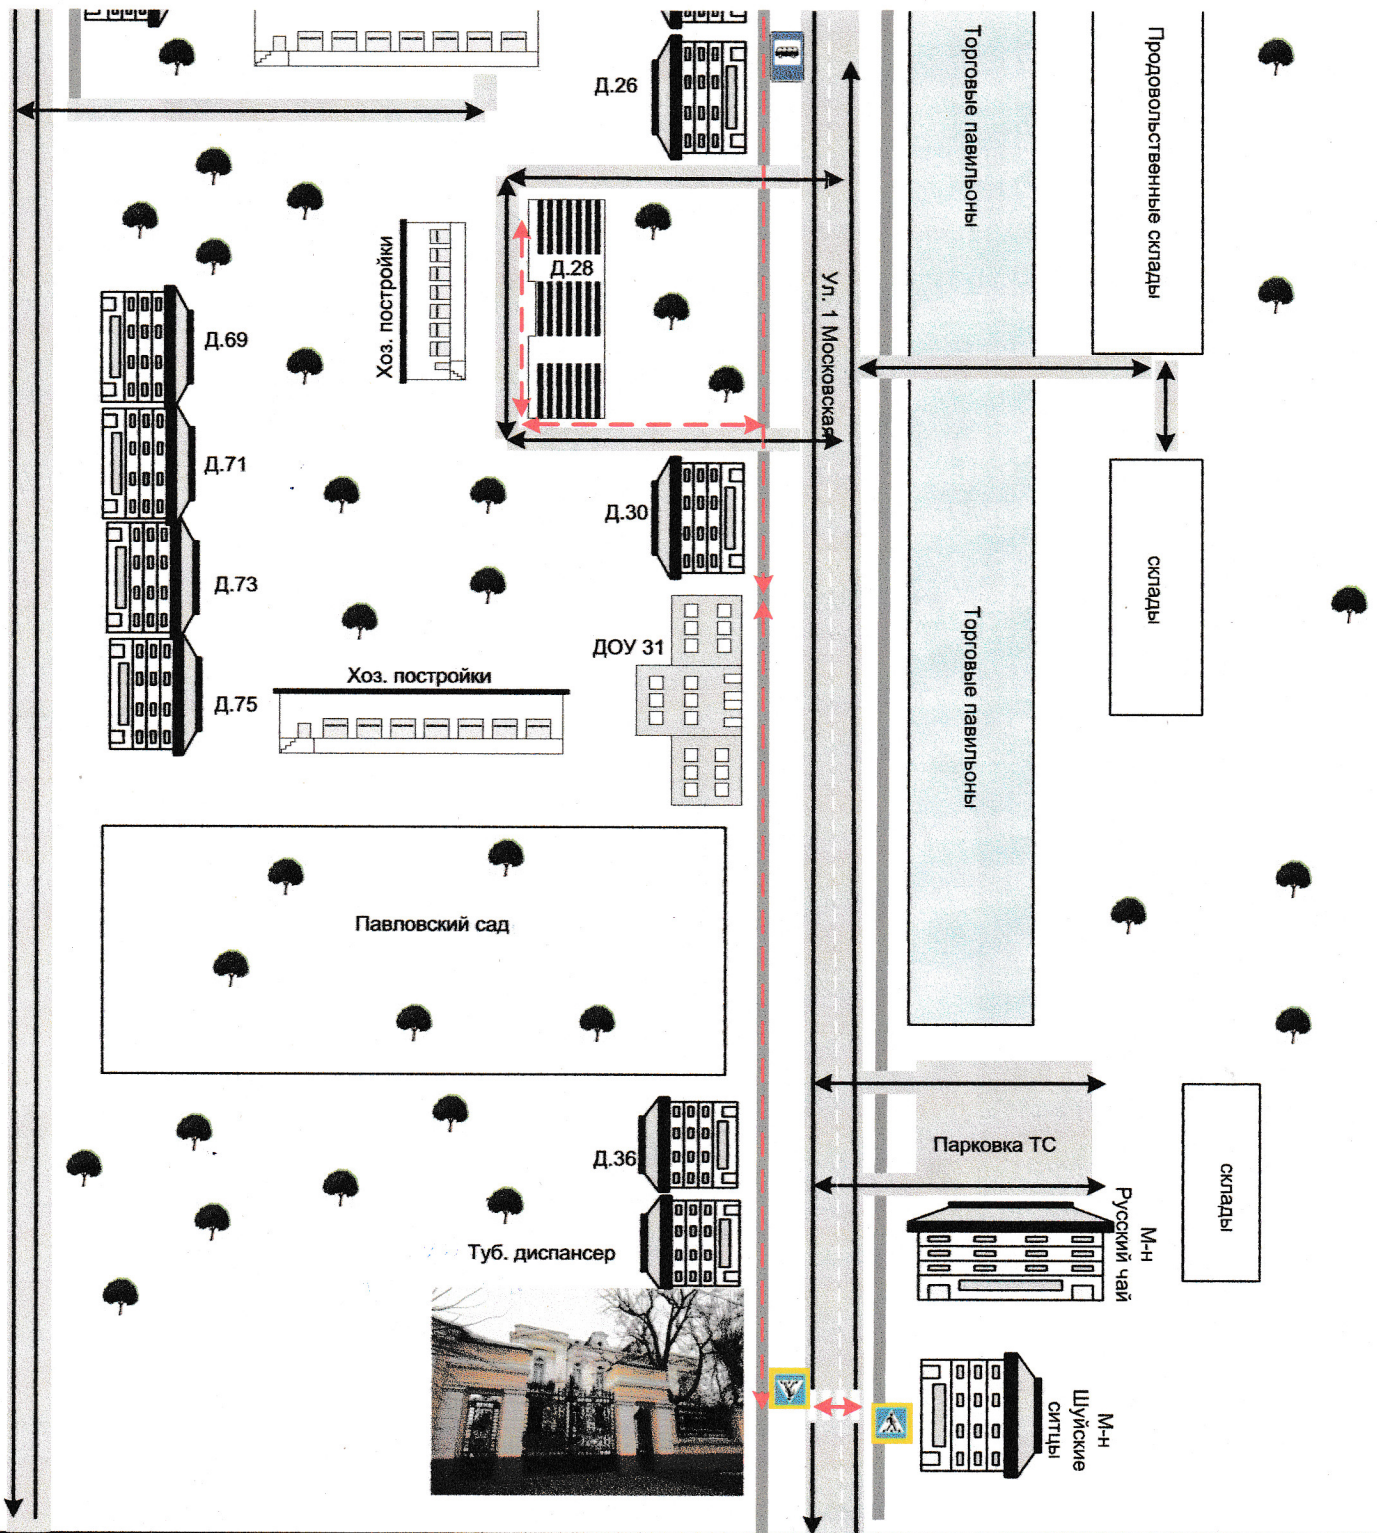 Д.26
Торговые павильоны
Продовольственные склады
Хоз. постройки
Д.28
Ул. 1 Московская
Д.69
Д.71
Д.30
склады
Д.73
ДОУ 31
Торговые павильоны
Хоз. постройки
Д.75
Павловский сад
Парковка ТС
Д.36
склады
М-н
Русский чай
Туб. диспансер
М-н
Шуйские
ситцы